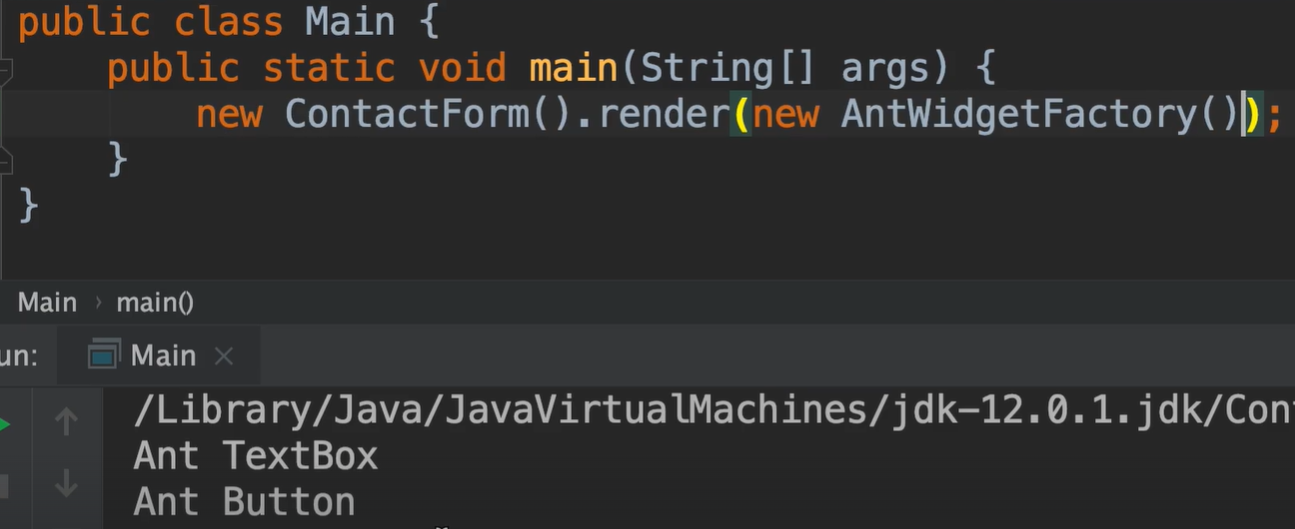 public class Main {
public static void main(String[] args) {
new ContactForm().render(new AntWidgetFactory());
}
}
Main › main()
un: Main ×
/Library/Java/JavaVirtualMachines/jdk-12.0.1.jdk/Con
Ant TextBox
Ant Button